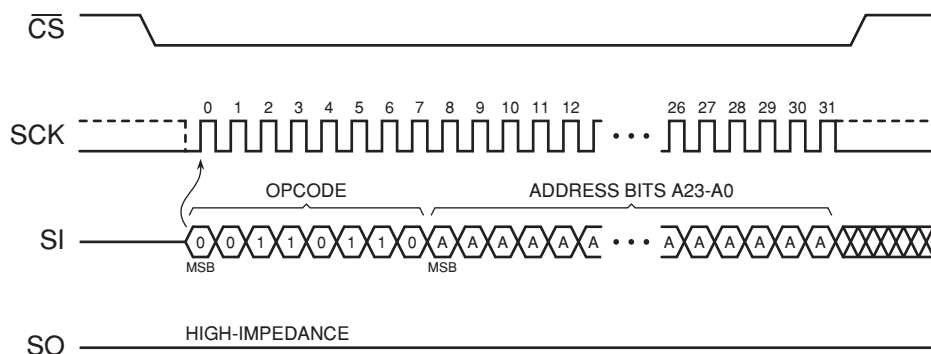 CS
0 1 2 3 4 5 6 7 8 9 10 11 12 26 27 28 29 30 31
SCK
OPCODE ADDRESS BITS A23-A0
SI 0 0 1 1 0 1 1 0 A A A A A A A A A A A A
MSB MSB
HIGH-IMPEDANCE
SO